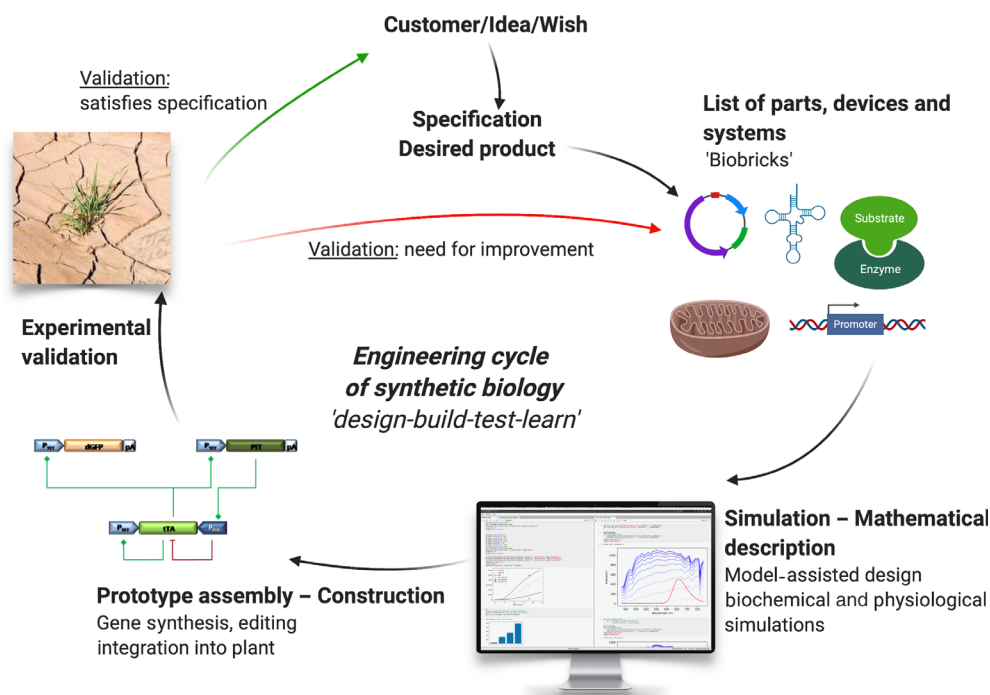 Customer/Idea/Wish
Validation:
satisfies specification
Specification
Desired product
List of parts, devices and
systems
'Biobricks'
Substrate
Enzyme
Promoter
Validation: need for improvement
Experimental
validation
Engineering cycle
of synthetic biology
'design-build-test-learn'
dGFP
pA
PIT
pA
tTA
Simulation – Mathematical
description
Model-assisted design
biochemical and physiological
simulations
Prototype assembly – Construction
Gene synthesis, editing
integration into plant